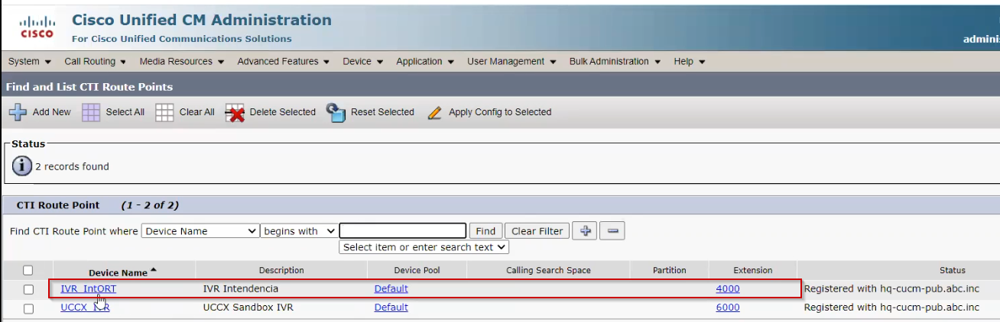 Cisco Unified CM Administration
CISCO For Cisco Unified Communications Solutions
System Call Routing Media Resources Advanced Features Device Application User Management Bulk Administration Help
Find and List CTI Route Points
Add New Select All Clear All Delete Selected Reset Selected Apply Config to Selected
Status
2 records found
CTI Route Point (1 - 2 of 2)
Find CTI Route Point where Device Name begins with Find Clear Filter
Select item or enter search text
Device Name Description Device Pool Calling Search Space Partition Extension Status
IVR_IntORT IVR Intendencia Default 4000 Registered with hq-cucm-pub.abc.inc
UCCX_IVR UCCX Sandbox IVR Default 6000 Registered with hq-cucm-pub.abc.inc